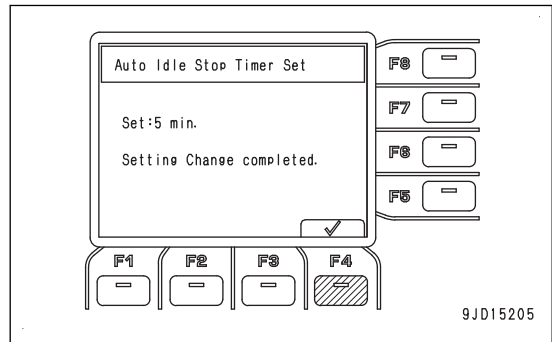 Auto Idle Stop Timer Set
Set:5 min.
Setting Change completed.
F8
F7
F6
F5
F1 F2 F3 F4
9JD15205